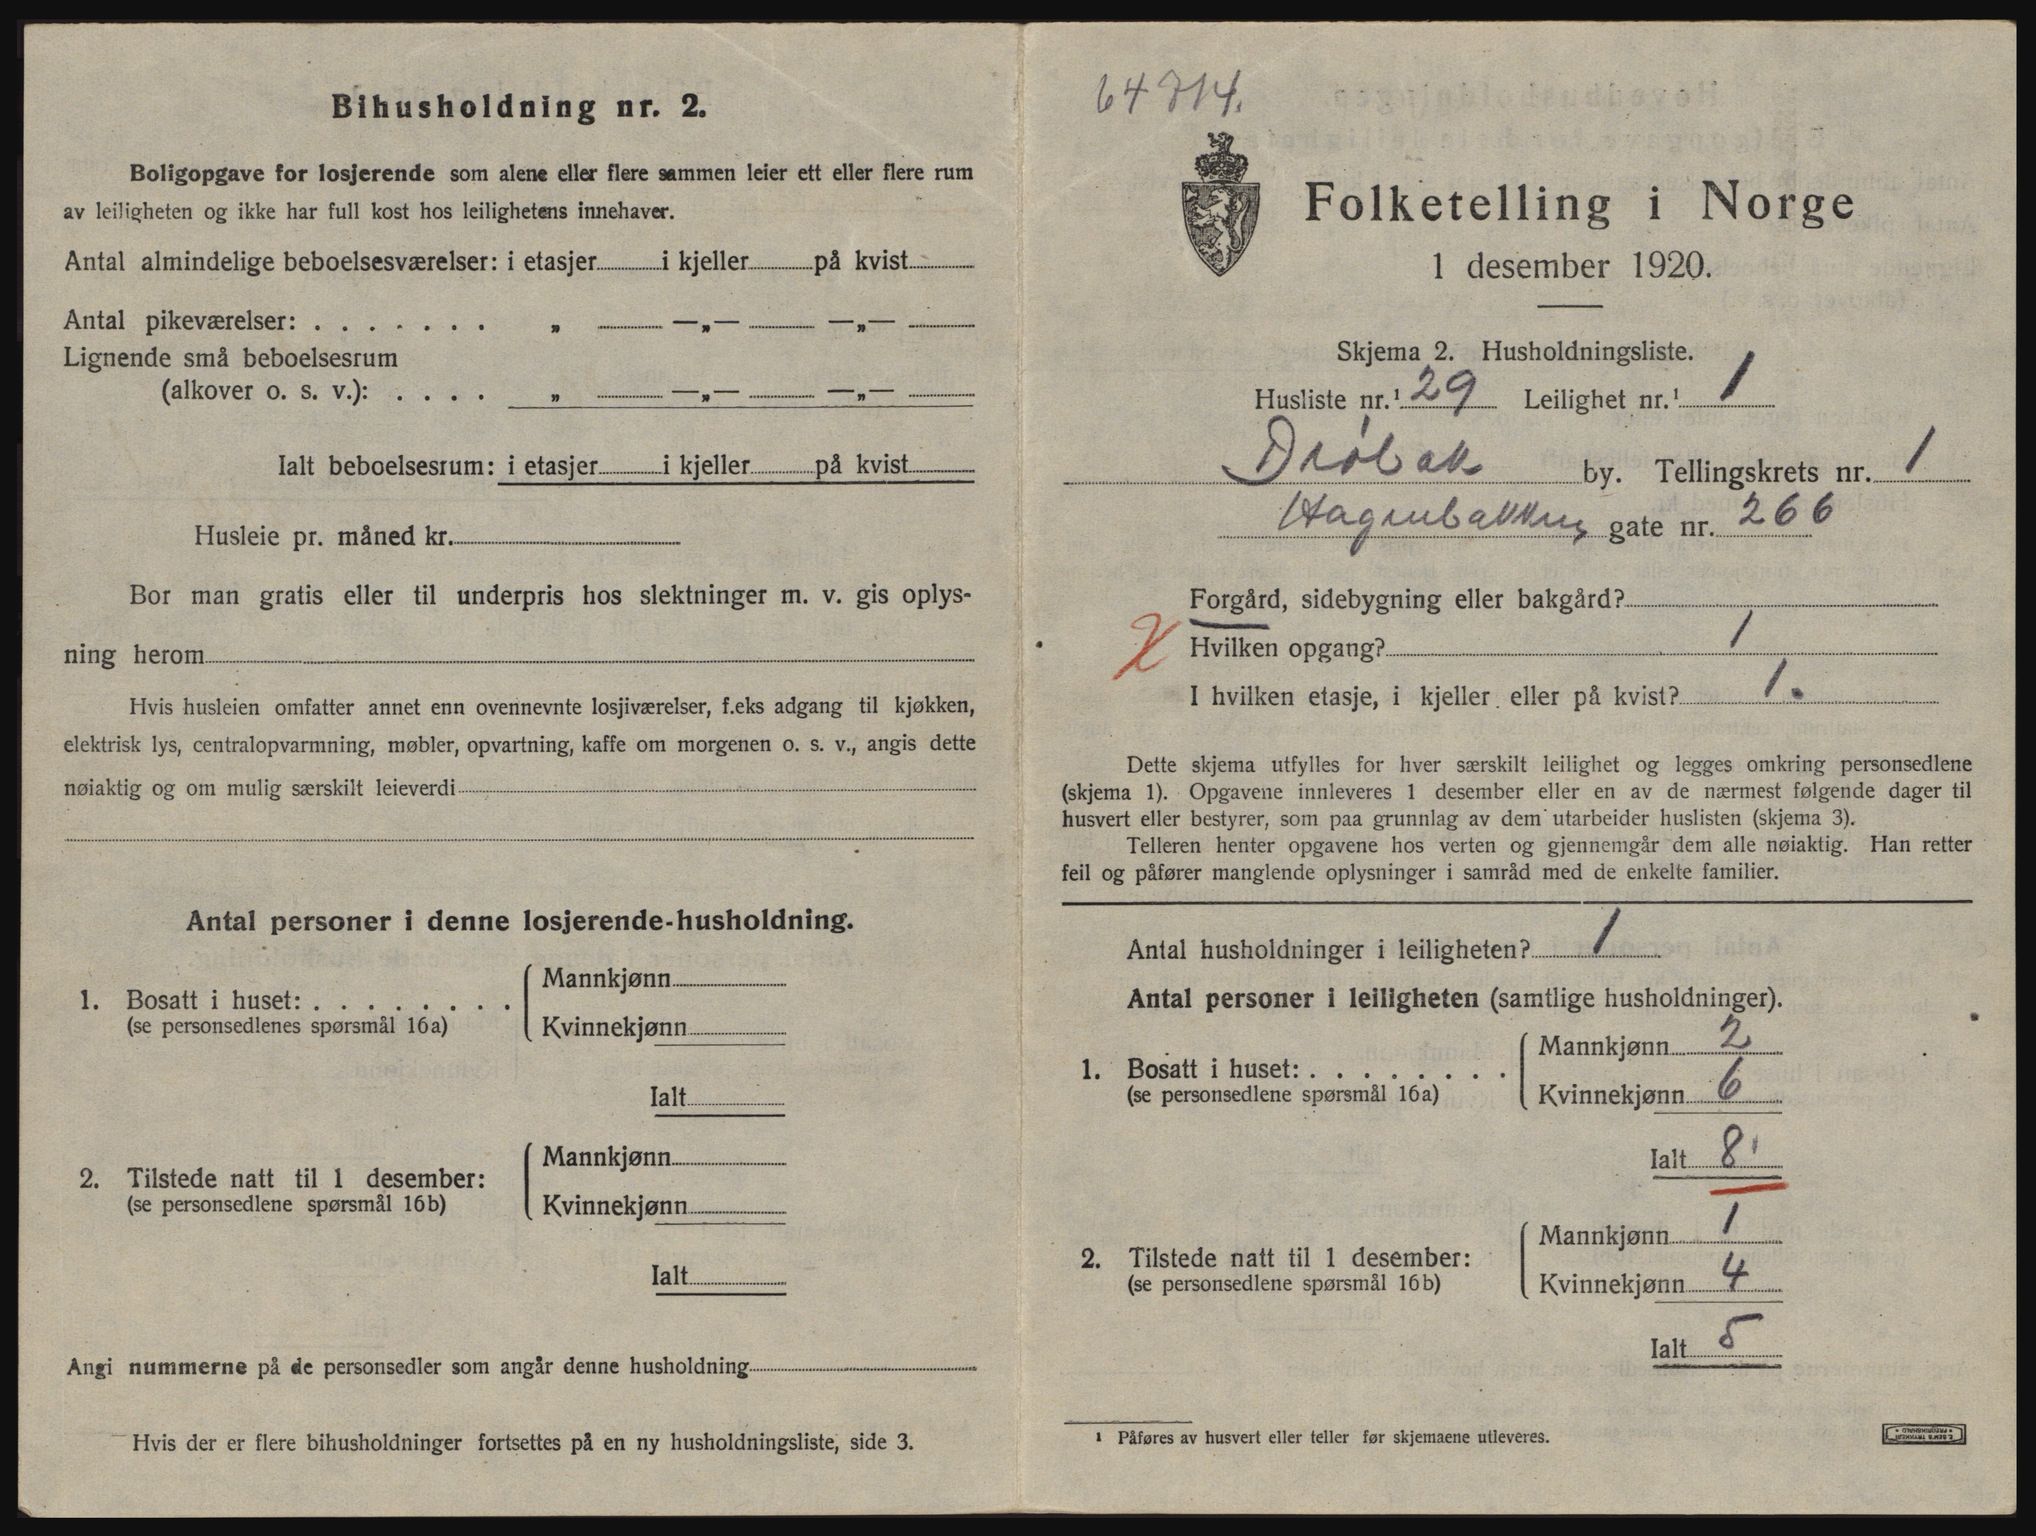 Bihusholdning nr. 2.
Boligopgave for losjerende som alene eller flere sammen leier ett eller flere rum
av leiligheten og ikke har full kost hos leilighetens innehaver.
Antal almindelige beboelsesværelser: i etasjer i kjeller på kvist
Antal pikeværelser: . . . . . . . „ —„— —„—
Lignende små beboelsesrum
(alkover o. s. v.): . . . . „ —„— —„—
Ialt beboelsesrum: i etasjer i kjeller på kvist
Husleie pr. måned kr.
Bor man gratis eller til underpris hos slektninger m. v. gis oplys-
ning herom
Hvis husleien omfatter annet enn ovennevnte losjiværelser, f.eks adgang til kjøkken,
elektrisk lys, centralopvarmning, møbler, opvartning, kaffe om morgenen o. s. v., angis dette
nøiaktig og om mulig særskilt leieverdi
Antal personer i denne losjerende-husholdning.
1. Bosatt i huset: . . . . . . . .
(se personsedlenes spørsmål 16a)
Mannkjønn
Kvinnekjønn
Ialt
2. Tilstede natt til 1 desember:
(se personsedlene spørsmål 16b)
Mannkjønn
Kvinnekjønn
Ialt
Angi nummerne på de personsedler som angår denne husholdning
Hvis der er flere bihusholdninger fortsettes på en ny husholdningsliste, side 3.
Folketelling i Norge
1 desember 1920.
Skjema 2. Husholdningsliste.
Husliste nr.¹ 29 Leilighet nr.¹ 1
Drøbak by. Tellingskrets nr. 1
Hagenbakken gate nr. 266
Forgård, sidebygning eller bakgård?
Hvilken opgang? 1
I hvilken etasje, i kjeller eller på kvist? 1.
Dette skjema utfylles for hver særskilt leilighet og legges omkring personsedlene
(skjema 1). Opgavene innleveres 1 desember eller en av de nærmest følgende dager til
husvert eller bestyrer, som paa grunnlag av dem utarbeider huslisten (skjema 3).
Telleren henter opgavene hos verten og gjennemgår dem alle nøiaktig. Han retter
feil og påfører manglende oplysninger i samråd med de enkelte familier.
Antal husholdninger i leiligheten? 1
Antal personer i leiligheten (samtlige husholdninger).
1. Bosatt i huset: . . . . . . . .
(se personsedlene spørsmål 16a)
Mannkjønn 2
Kvinnekjønn 6
Ialt 8
2. Tilstede natt til 1 desember:
(se personsedlene spørsmål 16b)
Mannkjønn 1
Kvinnekjønn 4
Ialt 5
¹ Påføres av husvert eller teller før skjemaene utleveres.